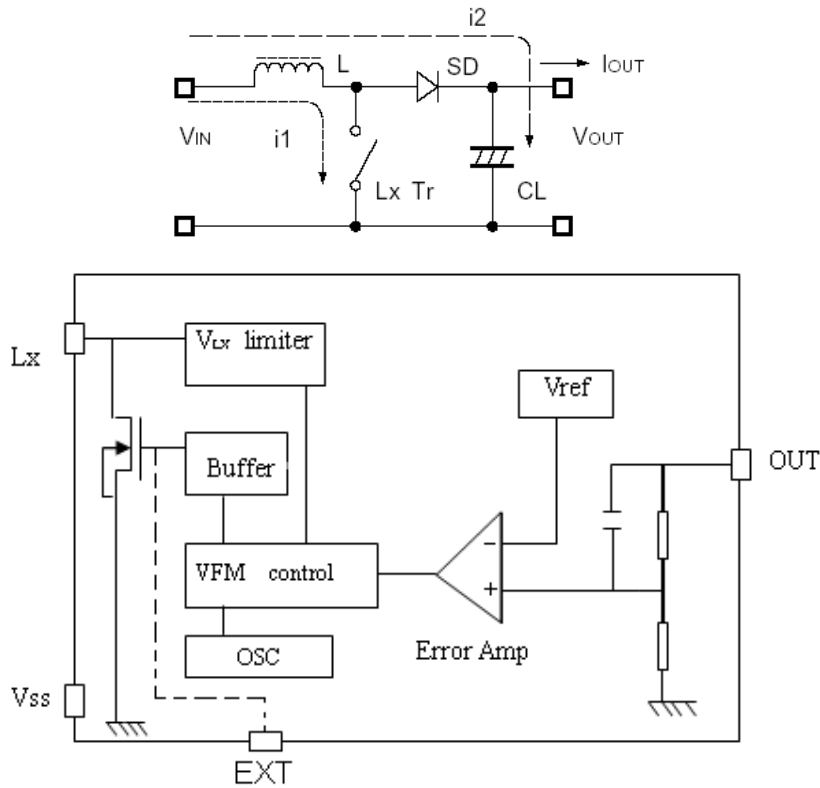 i2
L
SD
IOUT
VIN
i1
VOUT
Lx Tr
CL
Lx
VLX limiter
Vref
Buffer
OUT
-
+
VFM control
Error Amp
OSC
Vss
EXT